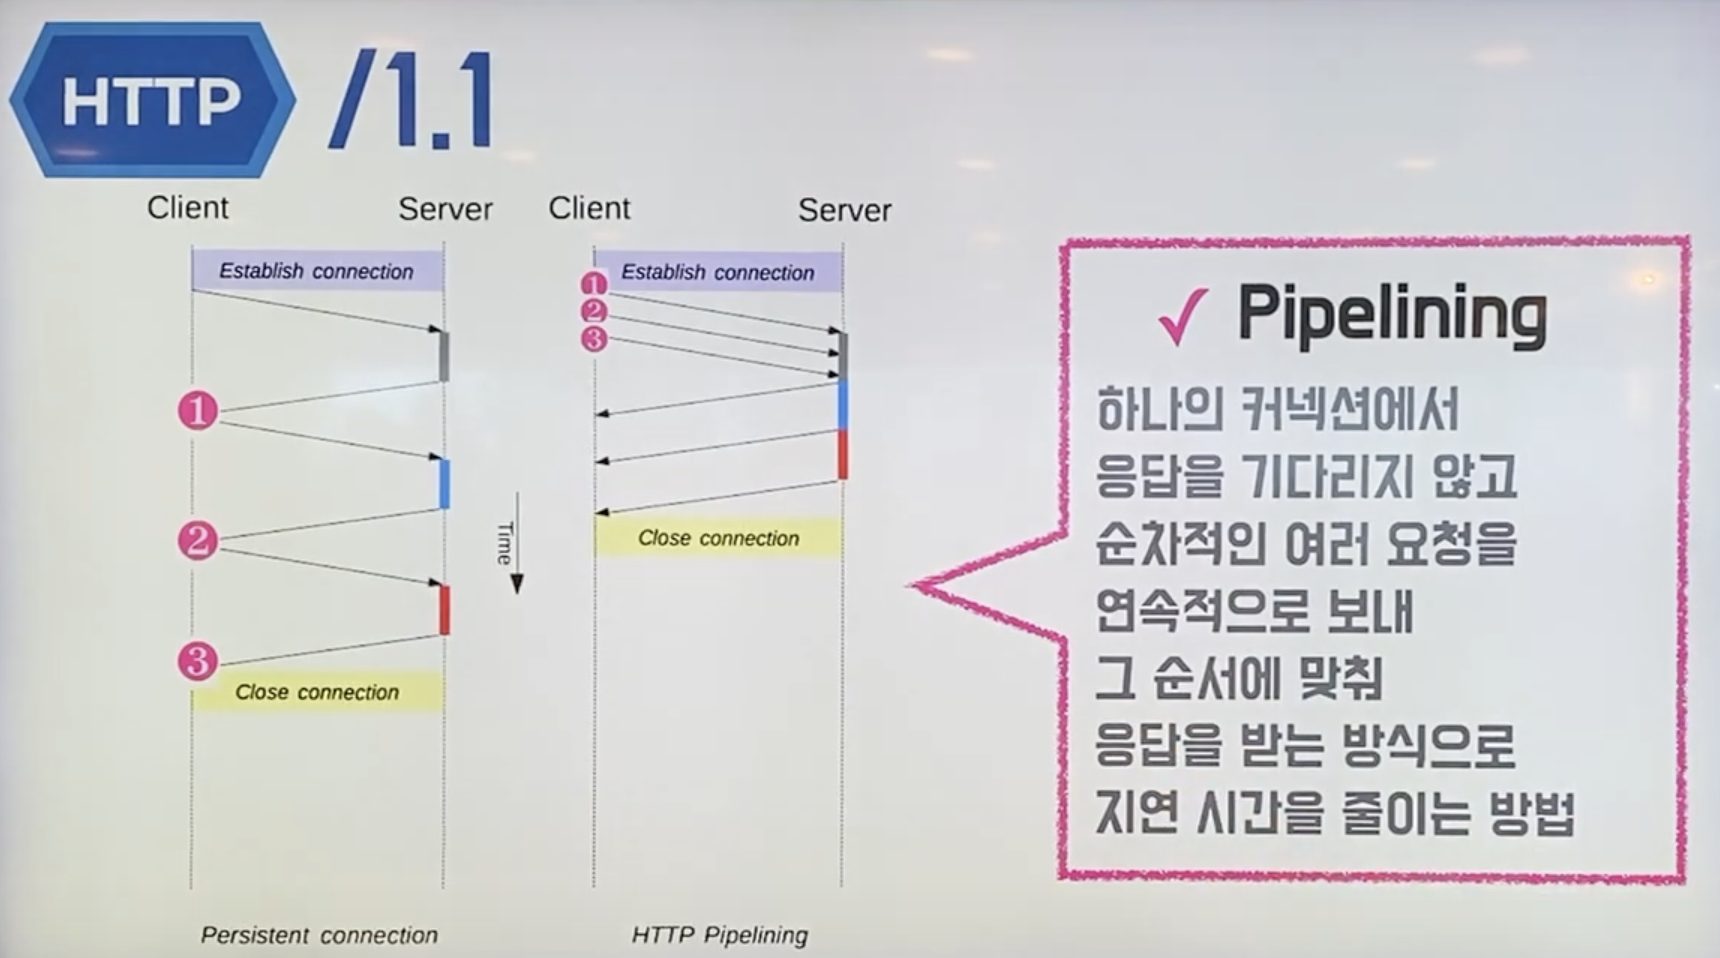 HTTP /1.1
Client Server Client Server
Establish connection
Establish connection
1
2
3
1
2
3
Time
Close connection
Close connection
Persistent connection
HTTP Pipelining
✓ Pipelining
하나의 커넥션에서
응답을 기다리지 않고
순차적인 여러 요청을
연속적으로 보내
그 순서에 맞춰
응답을 받는 방식으로
지연 시간을 줄이는 방법